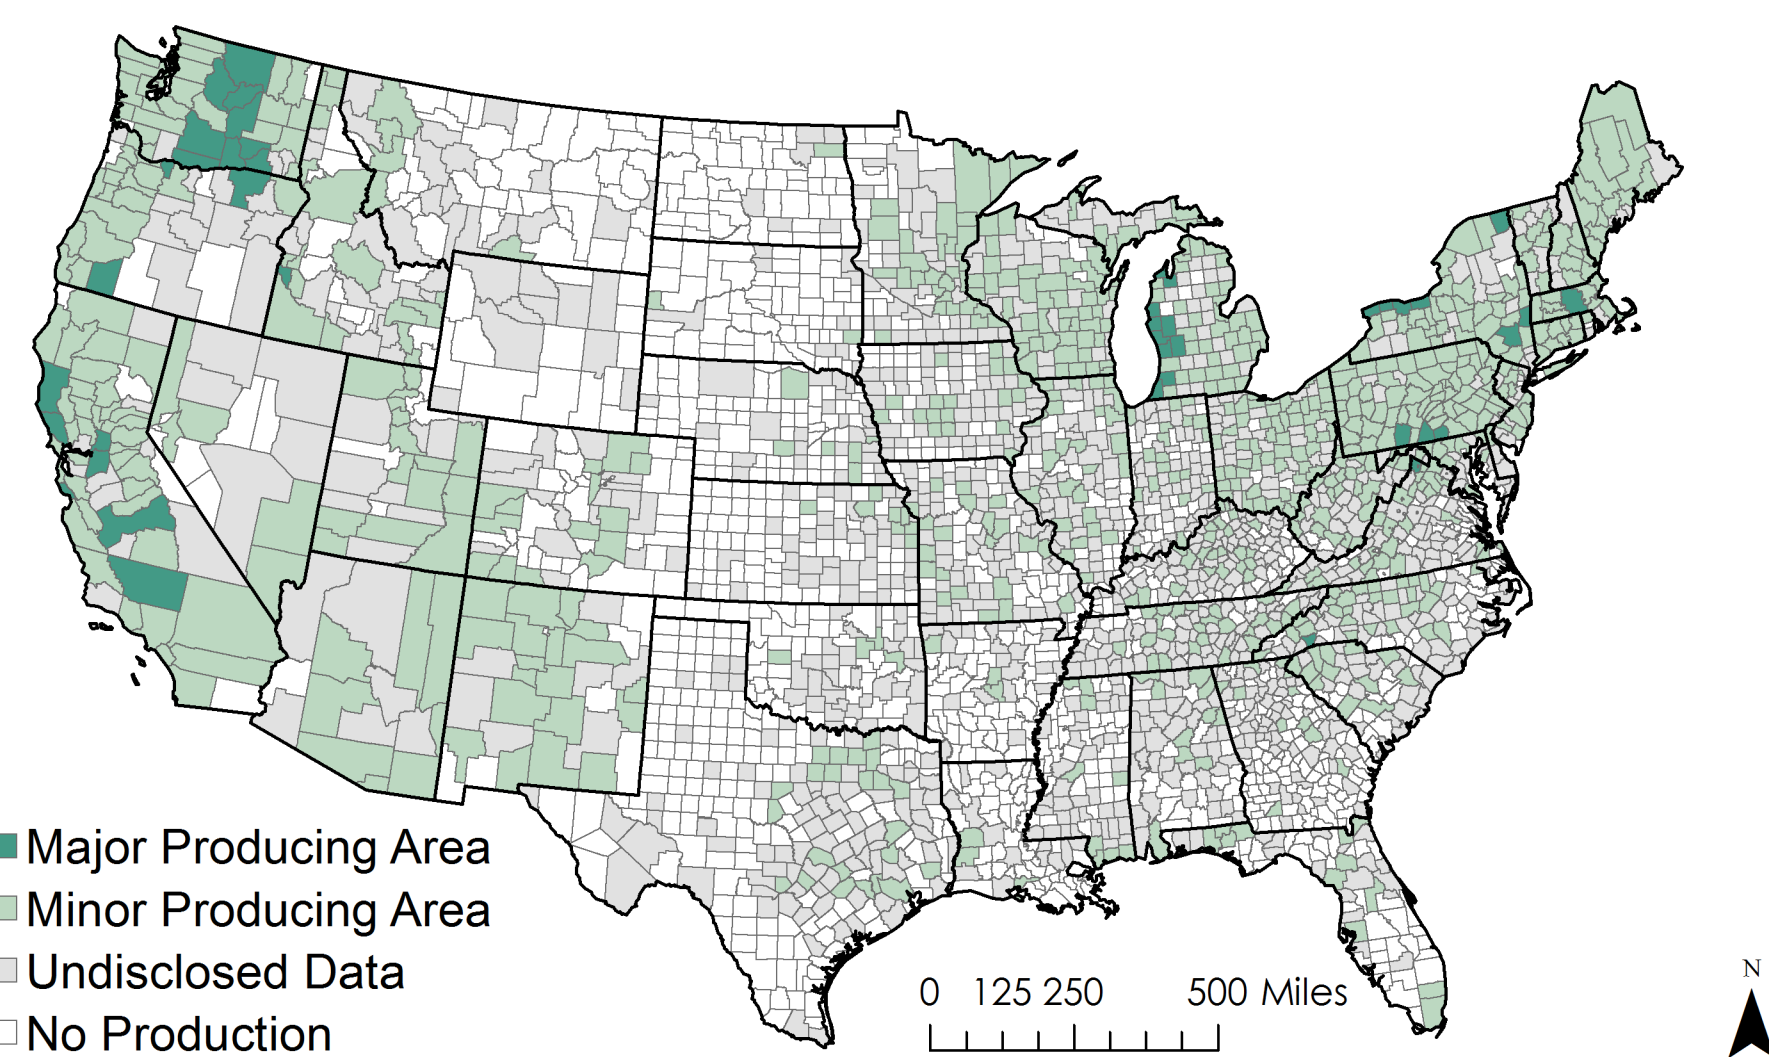 Major Producing Area
Minor Producing Area
Undisclosed Data
No Production
0 125 250 500 Miles
N